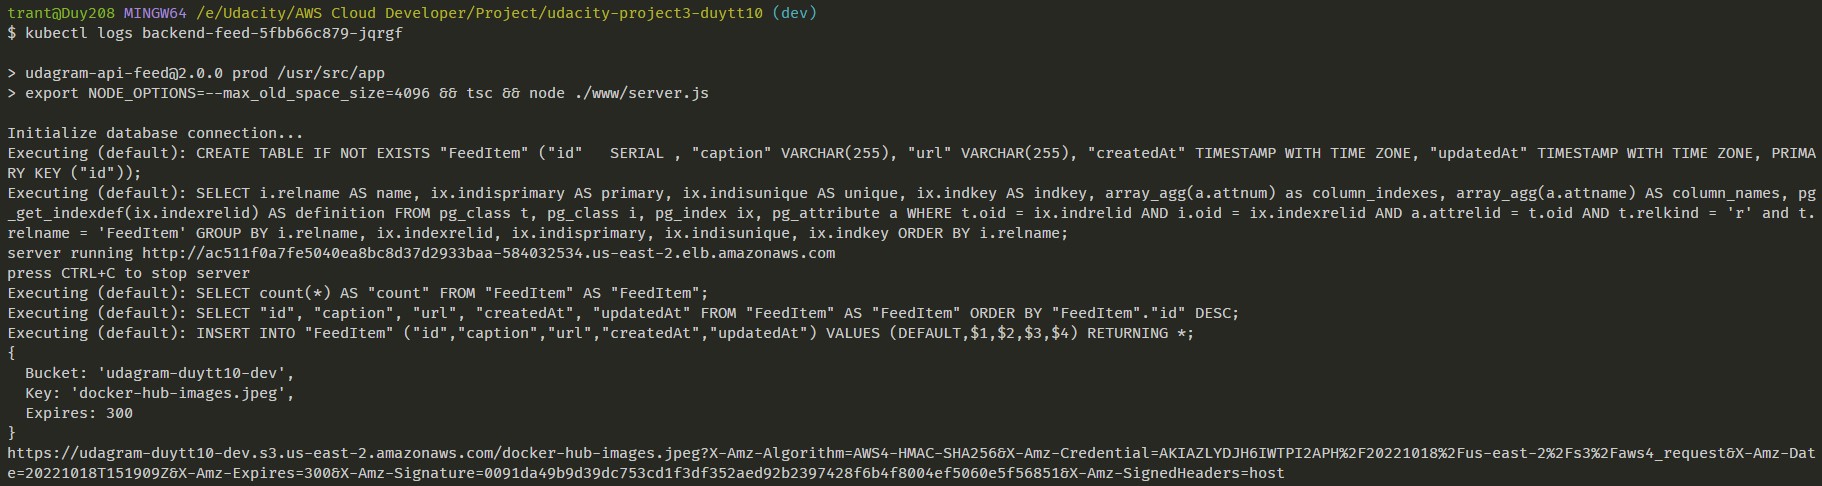 trant@Duy208 MINGW64 /e/Udacity/AWS Cloud Developer/Project/udacity-project3-duytt10 (dev)
$ kubectl logs backend-feed-5fbb66c879-jqrgf
> udagram-api-feed@2.0.0 prod /usr/src/app
> export NODE_OPTIONS=--max_old_space_size=4096 && tsc && node ./www/server.js
Initialize database connection...
Executing (default): CREATE TABLE IF NOT EXISTS "FeedItem" ("id"   SERIAL , "caption" VARCHAR(255), "url" VARCHAR(255), "createdAt" TIMESTAMP WITH TIME ZONE, "updatedAt" TIMESTAMP WITH TIME ZONE, PRIMA
RY KEY ("id"));
Executing (default): SELECT i.relname AS name, ix.indisprimary AS primary, ix.indisunique AS unique, ix.indkey AS indkey, array_agg(a.attnum) as column_indexes, array_agg(a.attname) AS column_names, pg
_get_indexdef(ix.indexrelid) AS definition FROM pg_class t, pg_class i, pg_index ix, pg_attribute a WHERE t.oid = ix.indrelid AND i.oid = ix.indexrelid AND a.attrelid = t.oid AND t.relkind = 'r' and t.
relname = 'FeedItem' GROUP BY i.relname, ix.indexrelid, ix.indisprimary, ix.indisunique, ix.indkey ORDER BY i.relname;
server running http://ac511f0a7fe5040ea8bc8d37d2933baa-584032534.us-east-2.elb.amazonaws.com
press CTRL+C to stop server
Executing (default): SELECT count(*) AS "count" FROM "FeedItem" AS "FeedItem";
Executing (default): SELECT "id", "caption", "url", "createdAt", "updatedAt" FROM "FeedItem" AS "FeedItem" ORDER BY "FeedItem"."id" DESC;
Executing (default): INSERT INTO "FeedItem" ("id","caption","url","createdAt","updatedAt") VALUES (DEFAULT,$1,$2,$3,$4) RETURNING *;
{
  Bucket: 'udagram-duytt10-dev',
  Key: 'docker-hub-images.jpeg',
  Expires: 300
}
https://udagram-duytt10-dev.s3.us-east-2.amazonaws.com/docker-hub-images.jpeg?X-Amz-Algorithm=AWS4-HMAC-SHA256&X-Amz-Credential=AKIAZLYDJH6IWTPI2APH%2F20221018%2Fus-east-2%2Fs3%2Faws4_request&X-Amz-Dat
e=20221018T151909Z&X-Amz-Expires=300&X-Amz-Signature=0091da49b9d39dc753cd1f3df352aed92b2397428f6b4f8004ef5060e5f56851&X-Amz-SignedHeaders=host